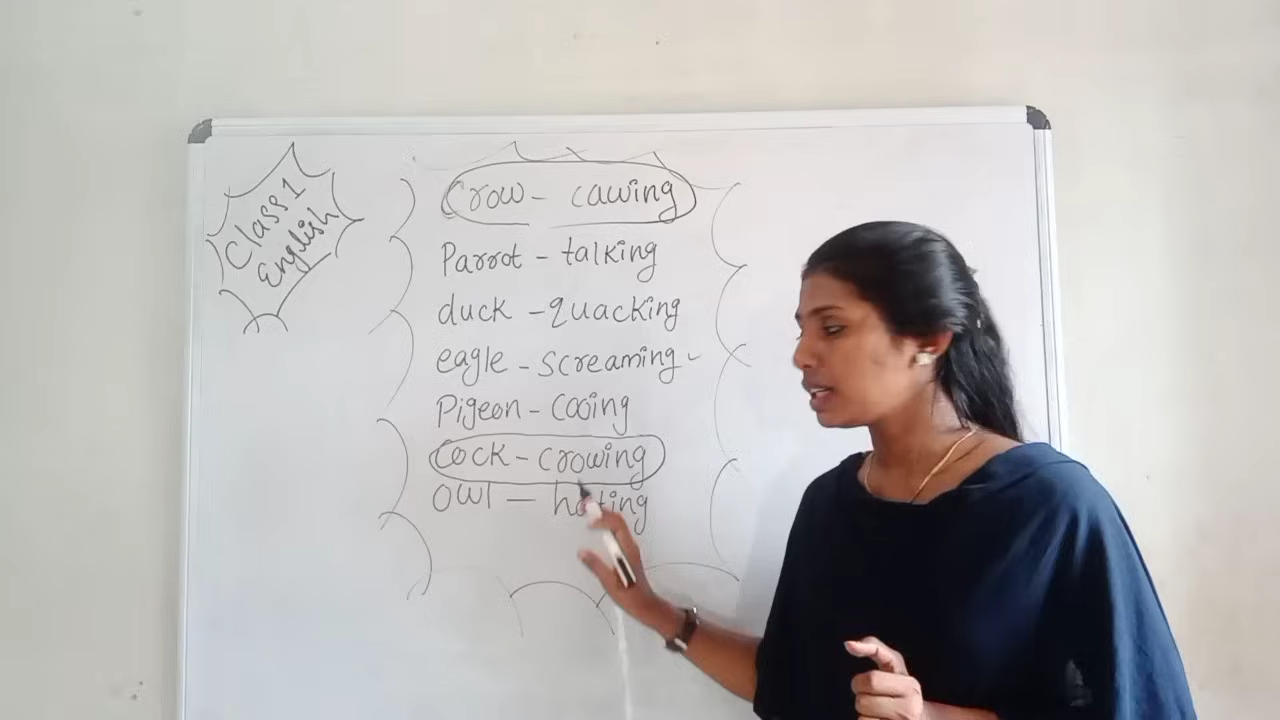 Class 1
English
Crow - cawing
Parrot - talking
duck - quacking
eagle - screaming -
Pigeon - cooing
Cock - crowing
owl -